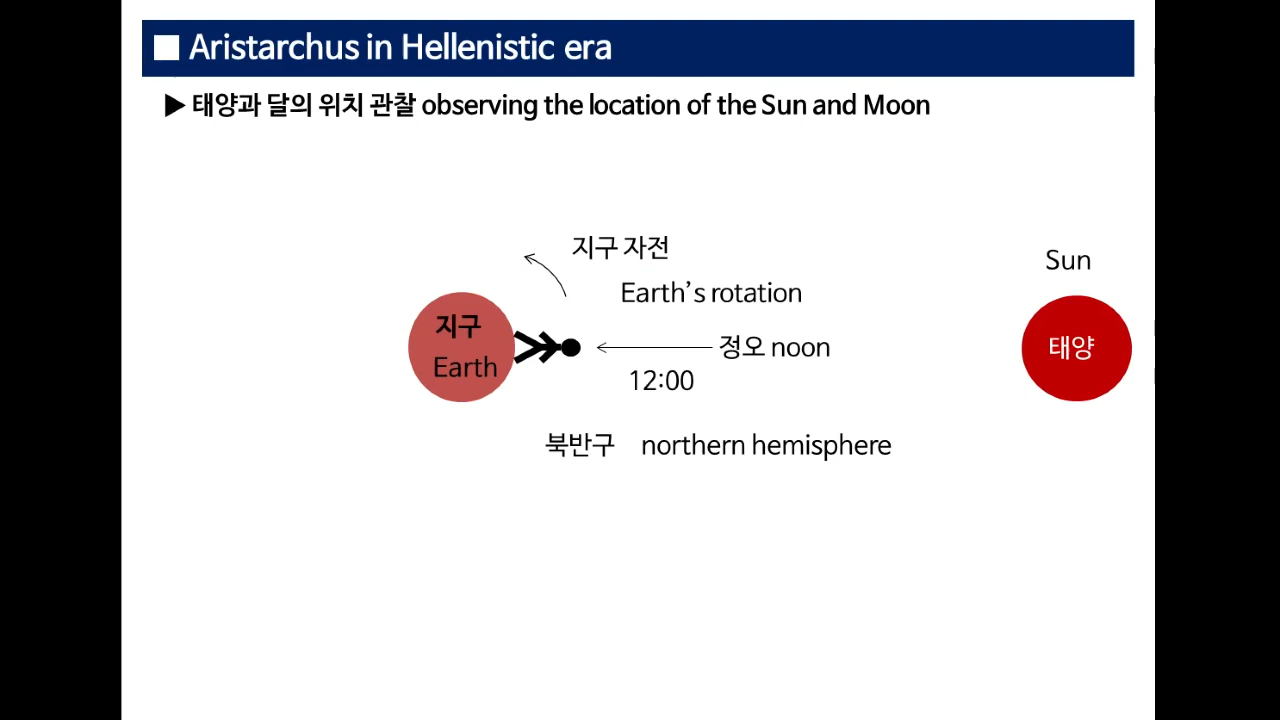 ■ Aristarchus in Hellenistic era
▶ 태양과 달의 위치 관찰 observing the location of the Sun and Moon
지구 자전
Earth's rotation
Sun
지구
Earth
정오 noon
태양
12:00
북반구 northern hemisphere